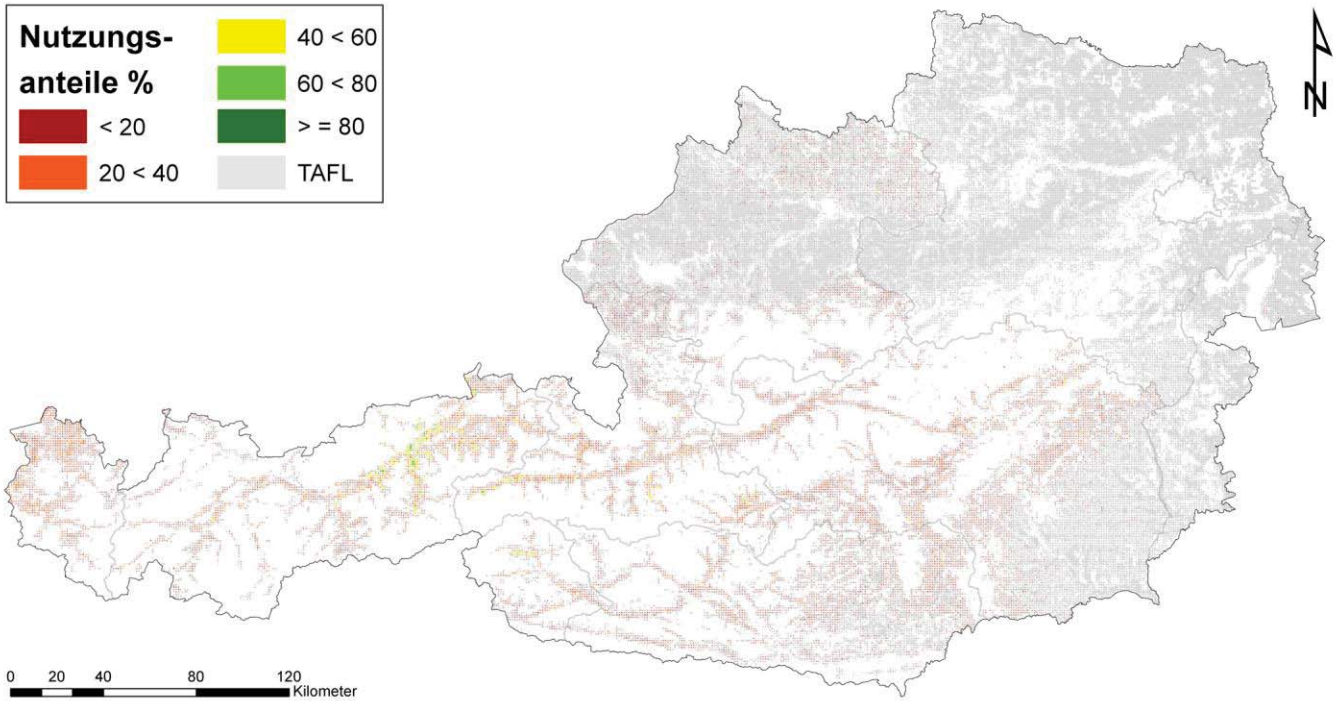 Nutzungs-
anteile %
< 20
20 < 40
40 < 60
60 < 80
> = 80
TAFL
N
0 20 40 80 120
Kilometer